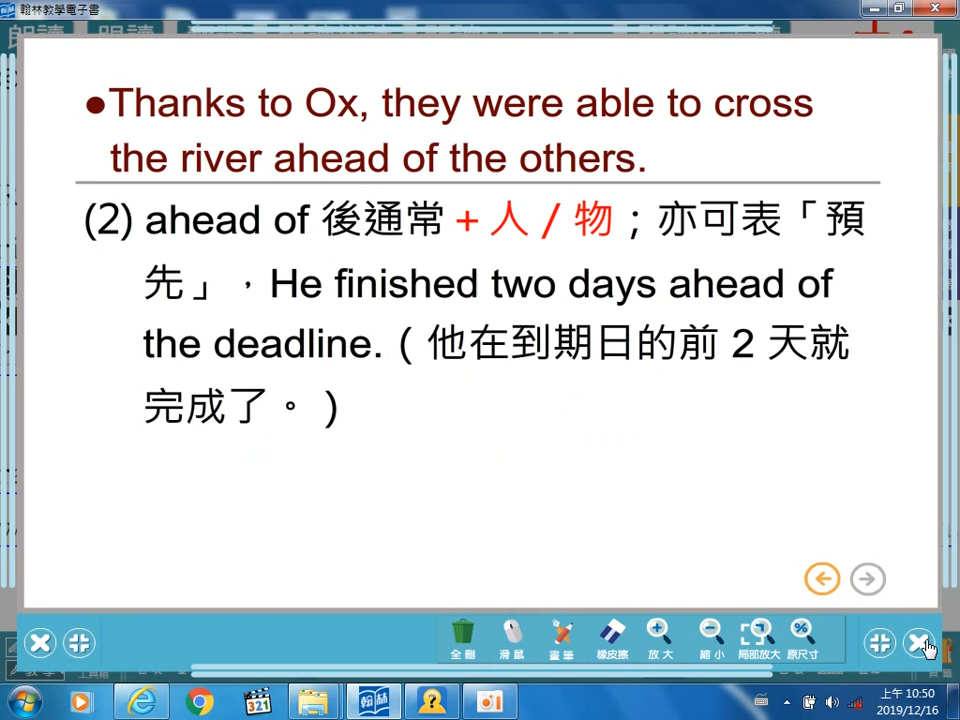 翰林教學電子書
●Thanks to Ox, they were able to cross
the river ahead of the others.
(2) ahead of 後通常 + 人 / 物；亦可表「預
先」，He finished two days ahead of
the deadline.（他在到期日的前 2 天就
完成了。）
全刪 滑鼠 畫筆 橡皮擦 放大 縮小 局部放大 原尺寸
321
翰林
上午 10:50
2019/12/16